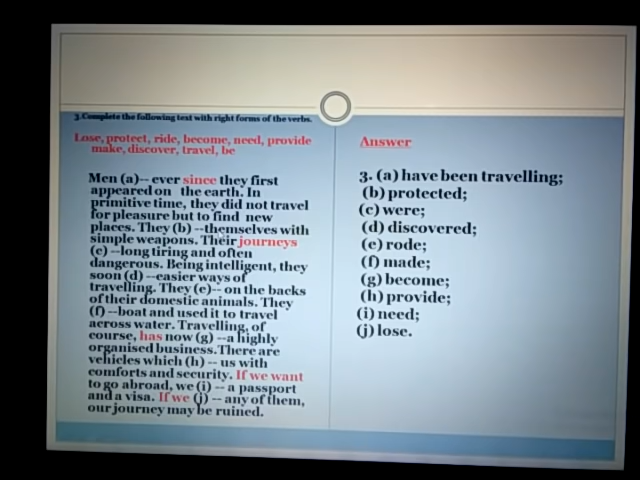 3.Complete the following text with right forms of the verbs.
Lose, protect, ride, become, need, provide
make, discover, travel, be
Men (a)-- ever since they first
appeared on the earth. In
primitive time, they did not travel
for pleasure but to find new
places. They (b) --themselves with
simple weapons. Their journeys
(c) --long tiring and often
dangerous. Being intelligent, they
soon (d) --easier ways of
travelling. They (e)-- on the backs
of their domestic animals. They
(f) --boat and used it to travel
across water. Travelling, of
course, has now (g) --a highly
organised business.There are
vehicles which (h) -- us with
comforts and security. If we want
to go abroad, we (i) -- a passport
and a visa. If we (j) -- any of them,
our journey may be ruined.
Answer
3. (a) have been travelling;
(b) protected;
(c) were;
(d) discovered;
(e) rode;
(f) made;
(g) become;
(h) provide;
(i) need;
(j) lose.